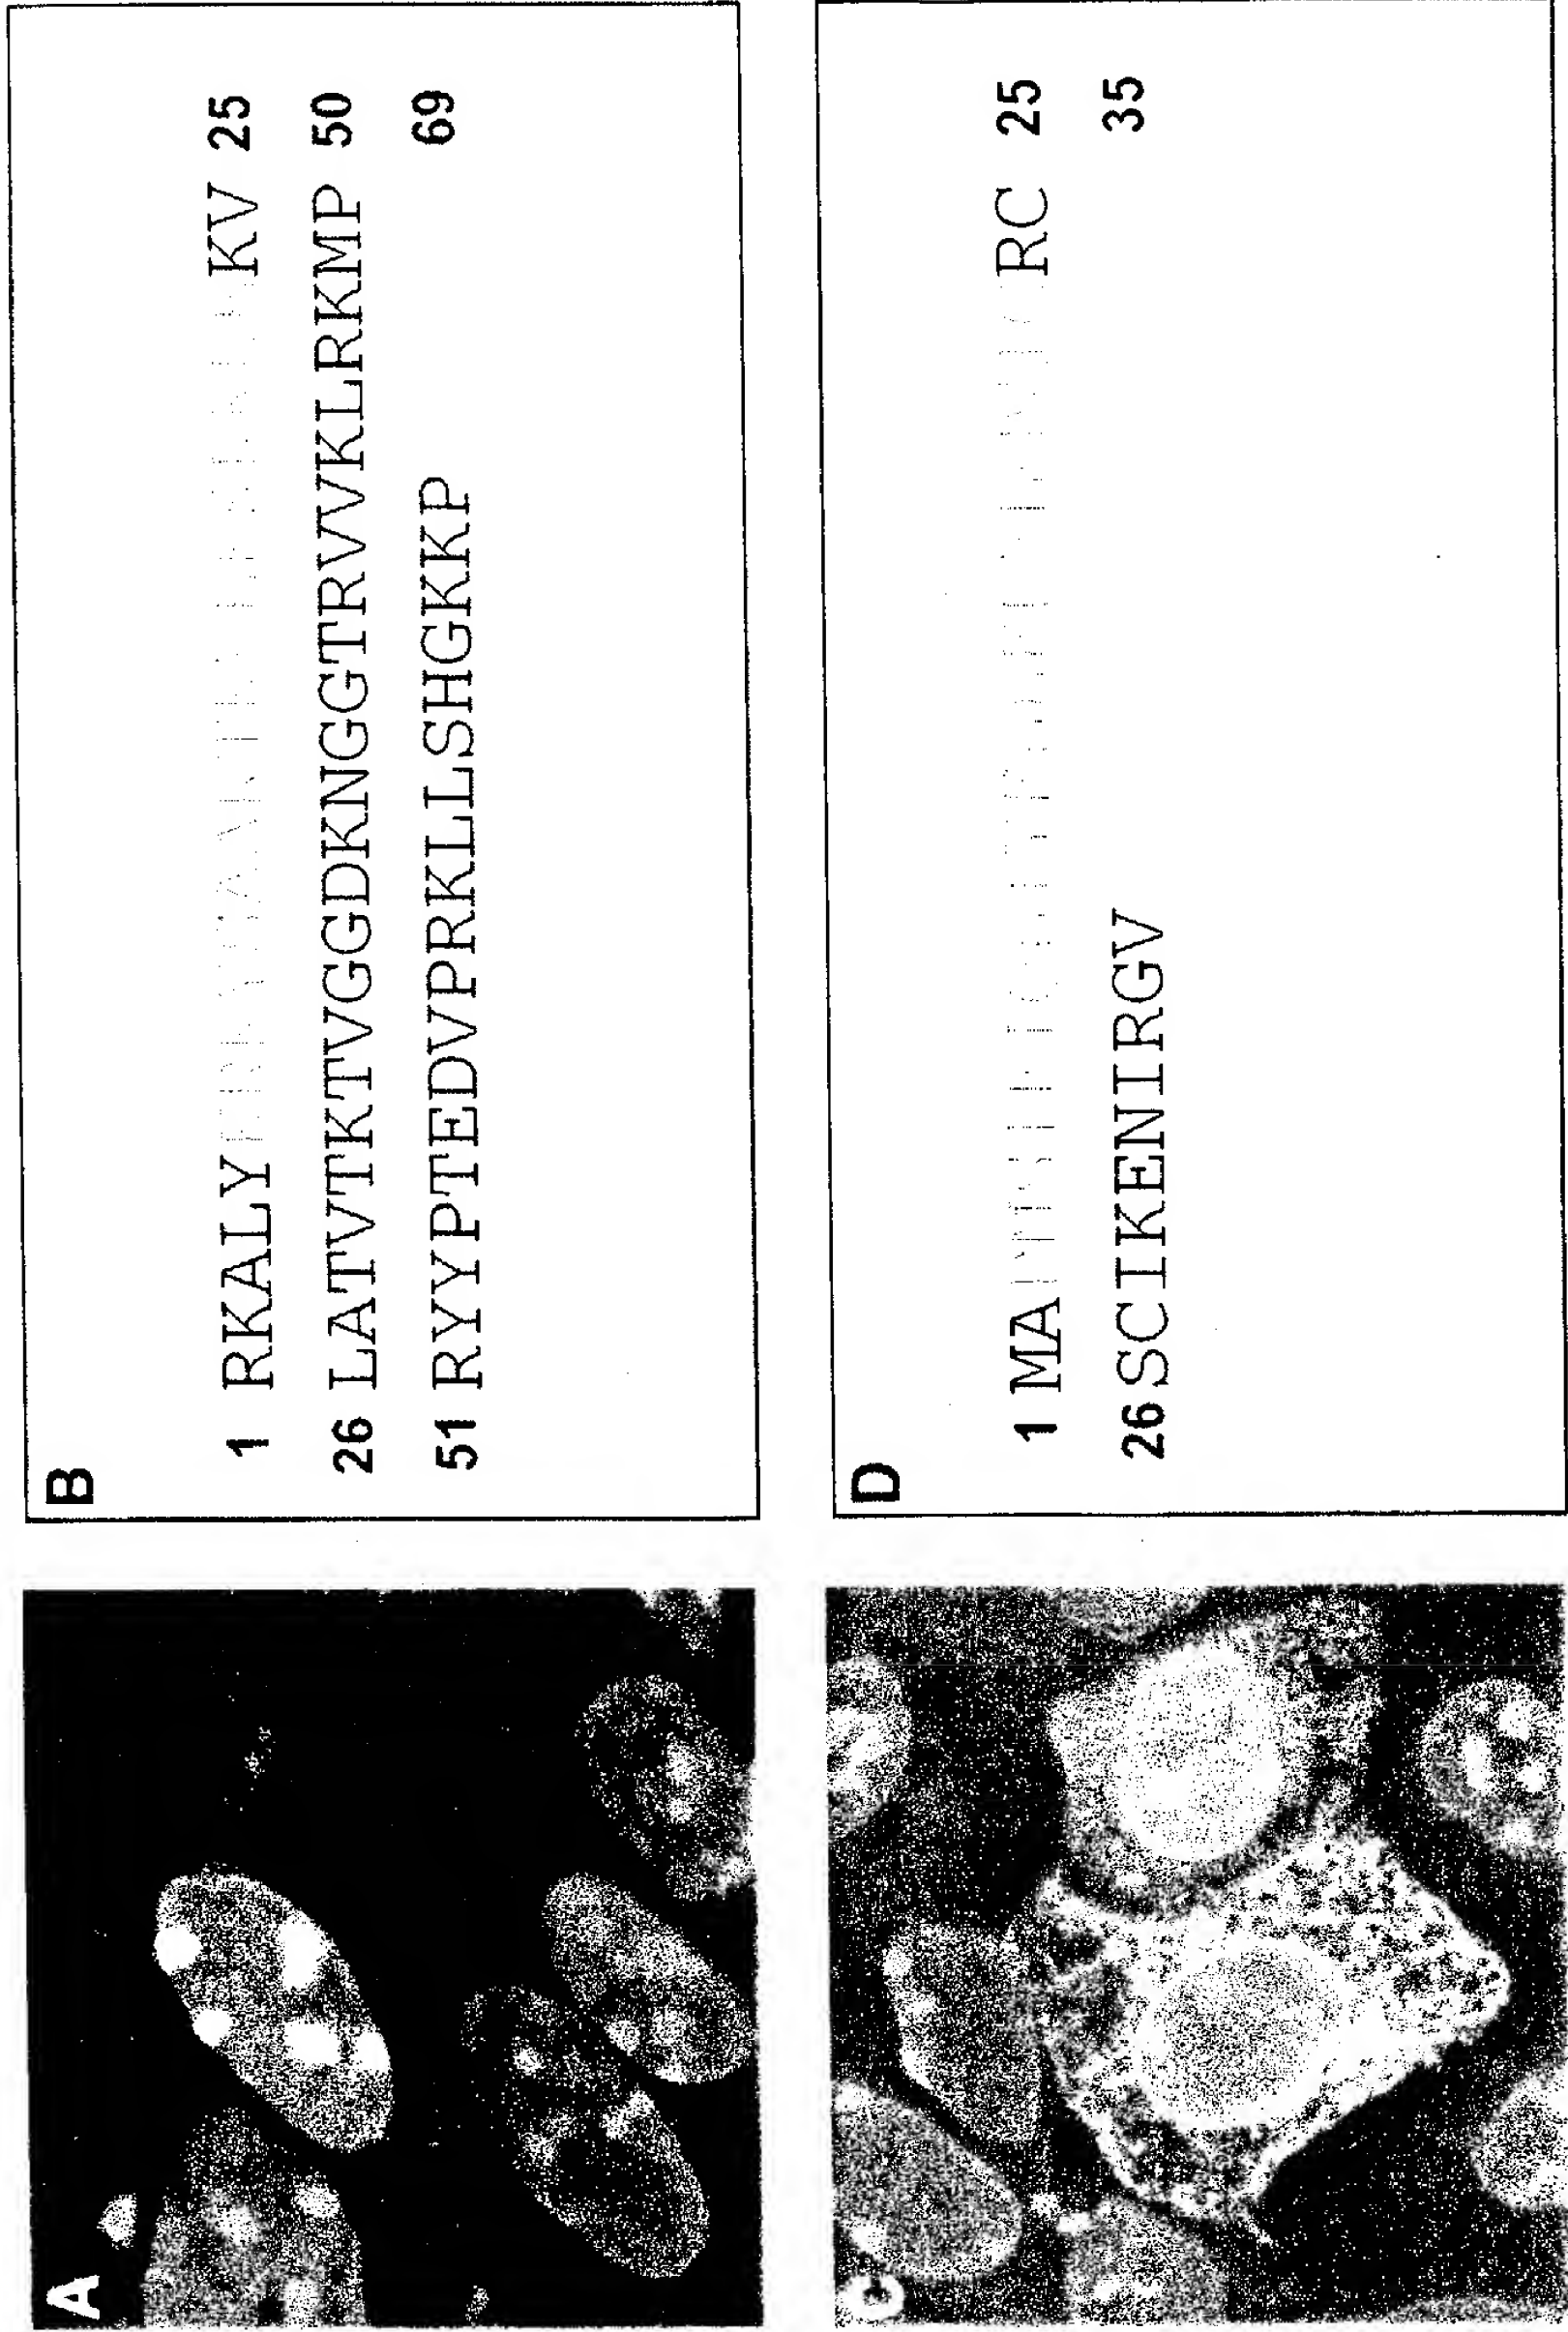 A
B
1 RKALY KV 25
26 LATVTKTVGGDKNGGTRVVKLRKMP 50
51 RYYPTEDVPRKLLSHGKKP 69
C
D
1 MA RC 25
26 SCIKENIRGV 35